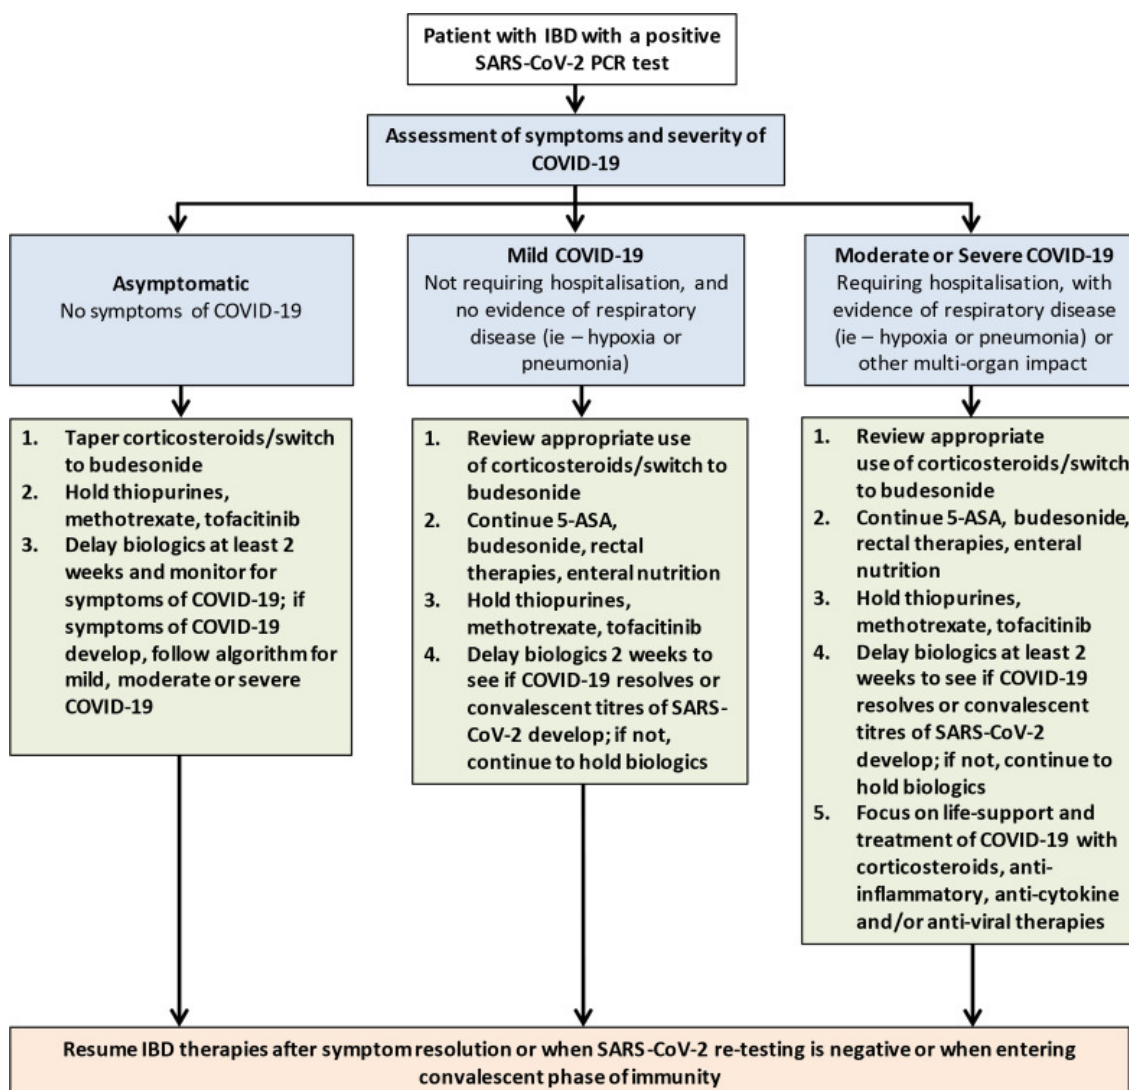 Patient with IBD with a positive
SARS-CoV-2 PCR test
Assessment of symptoms and severity of
COVID-19
Asymptomatic
No symptoms of COVID-19
Mild COVID-19
Not requiring hospitalisation, and
no evidence of respiratory
disease (ie – hypoxia or
pneumonia)
Moderate or Severe COVID-19
Requiring hospitalisation, with
evidence of respiratory disease
(ie – hypoxia or pneumonia) or
other multi-organ impact
1. Taper corticosteroids/switch
to budesonide
2. Hold thiopurines,
methotrexate, tofacitinib
3. Delay biologics at least 2
weeks and monitor for
symptoms of COVID-19; if
symptoms of COVID-19
develop, follow algorithm for
mild, moderate or severe
COVID-19
1. Review appropriate use
of corticosteroids/switch to
budesonide
2. Continue 5-ASA,
budesonide, rectal
therapies, enteral nutrition
3. Hold thiopurines,
methotrexate, tofacitinib
4. Delay biologics 2 weeks to
see if COVID-19 resolves or
convalescent titres of SARS-
CoV-2 develop; if not,
continue to hold biologics
1. Review appropriate
use of corticosteroids/switch
to budesonide
2. Continue 5-ASA, budesonide,
rectal therapies, enteral
nutrition
3. Hold thiopurines,
methotrexate, tofacitinib
4. Delay biologics at least 2
weeks to see if COVID-19
resolves or convalescent
titres of SARS-CoV-2
develop; if not, continue to
hold biologics
5. Focus on life-support and
treatment of COVID-19 with
corticosteroids, anti-
inflammatory, anti-cytokine
and/or anti-viral therapies
Resume IBD therapies after symptom resolution or when SARS-CoV-2 re-testing is negative or when entering
convalescent phase of immunity